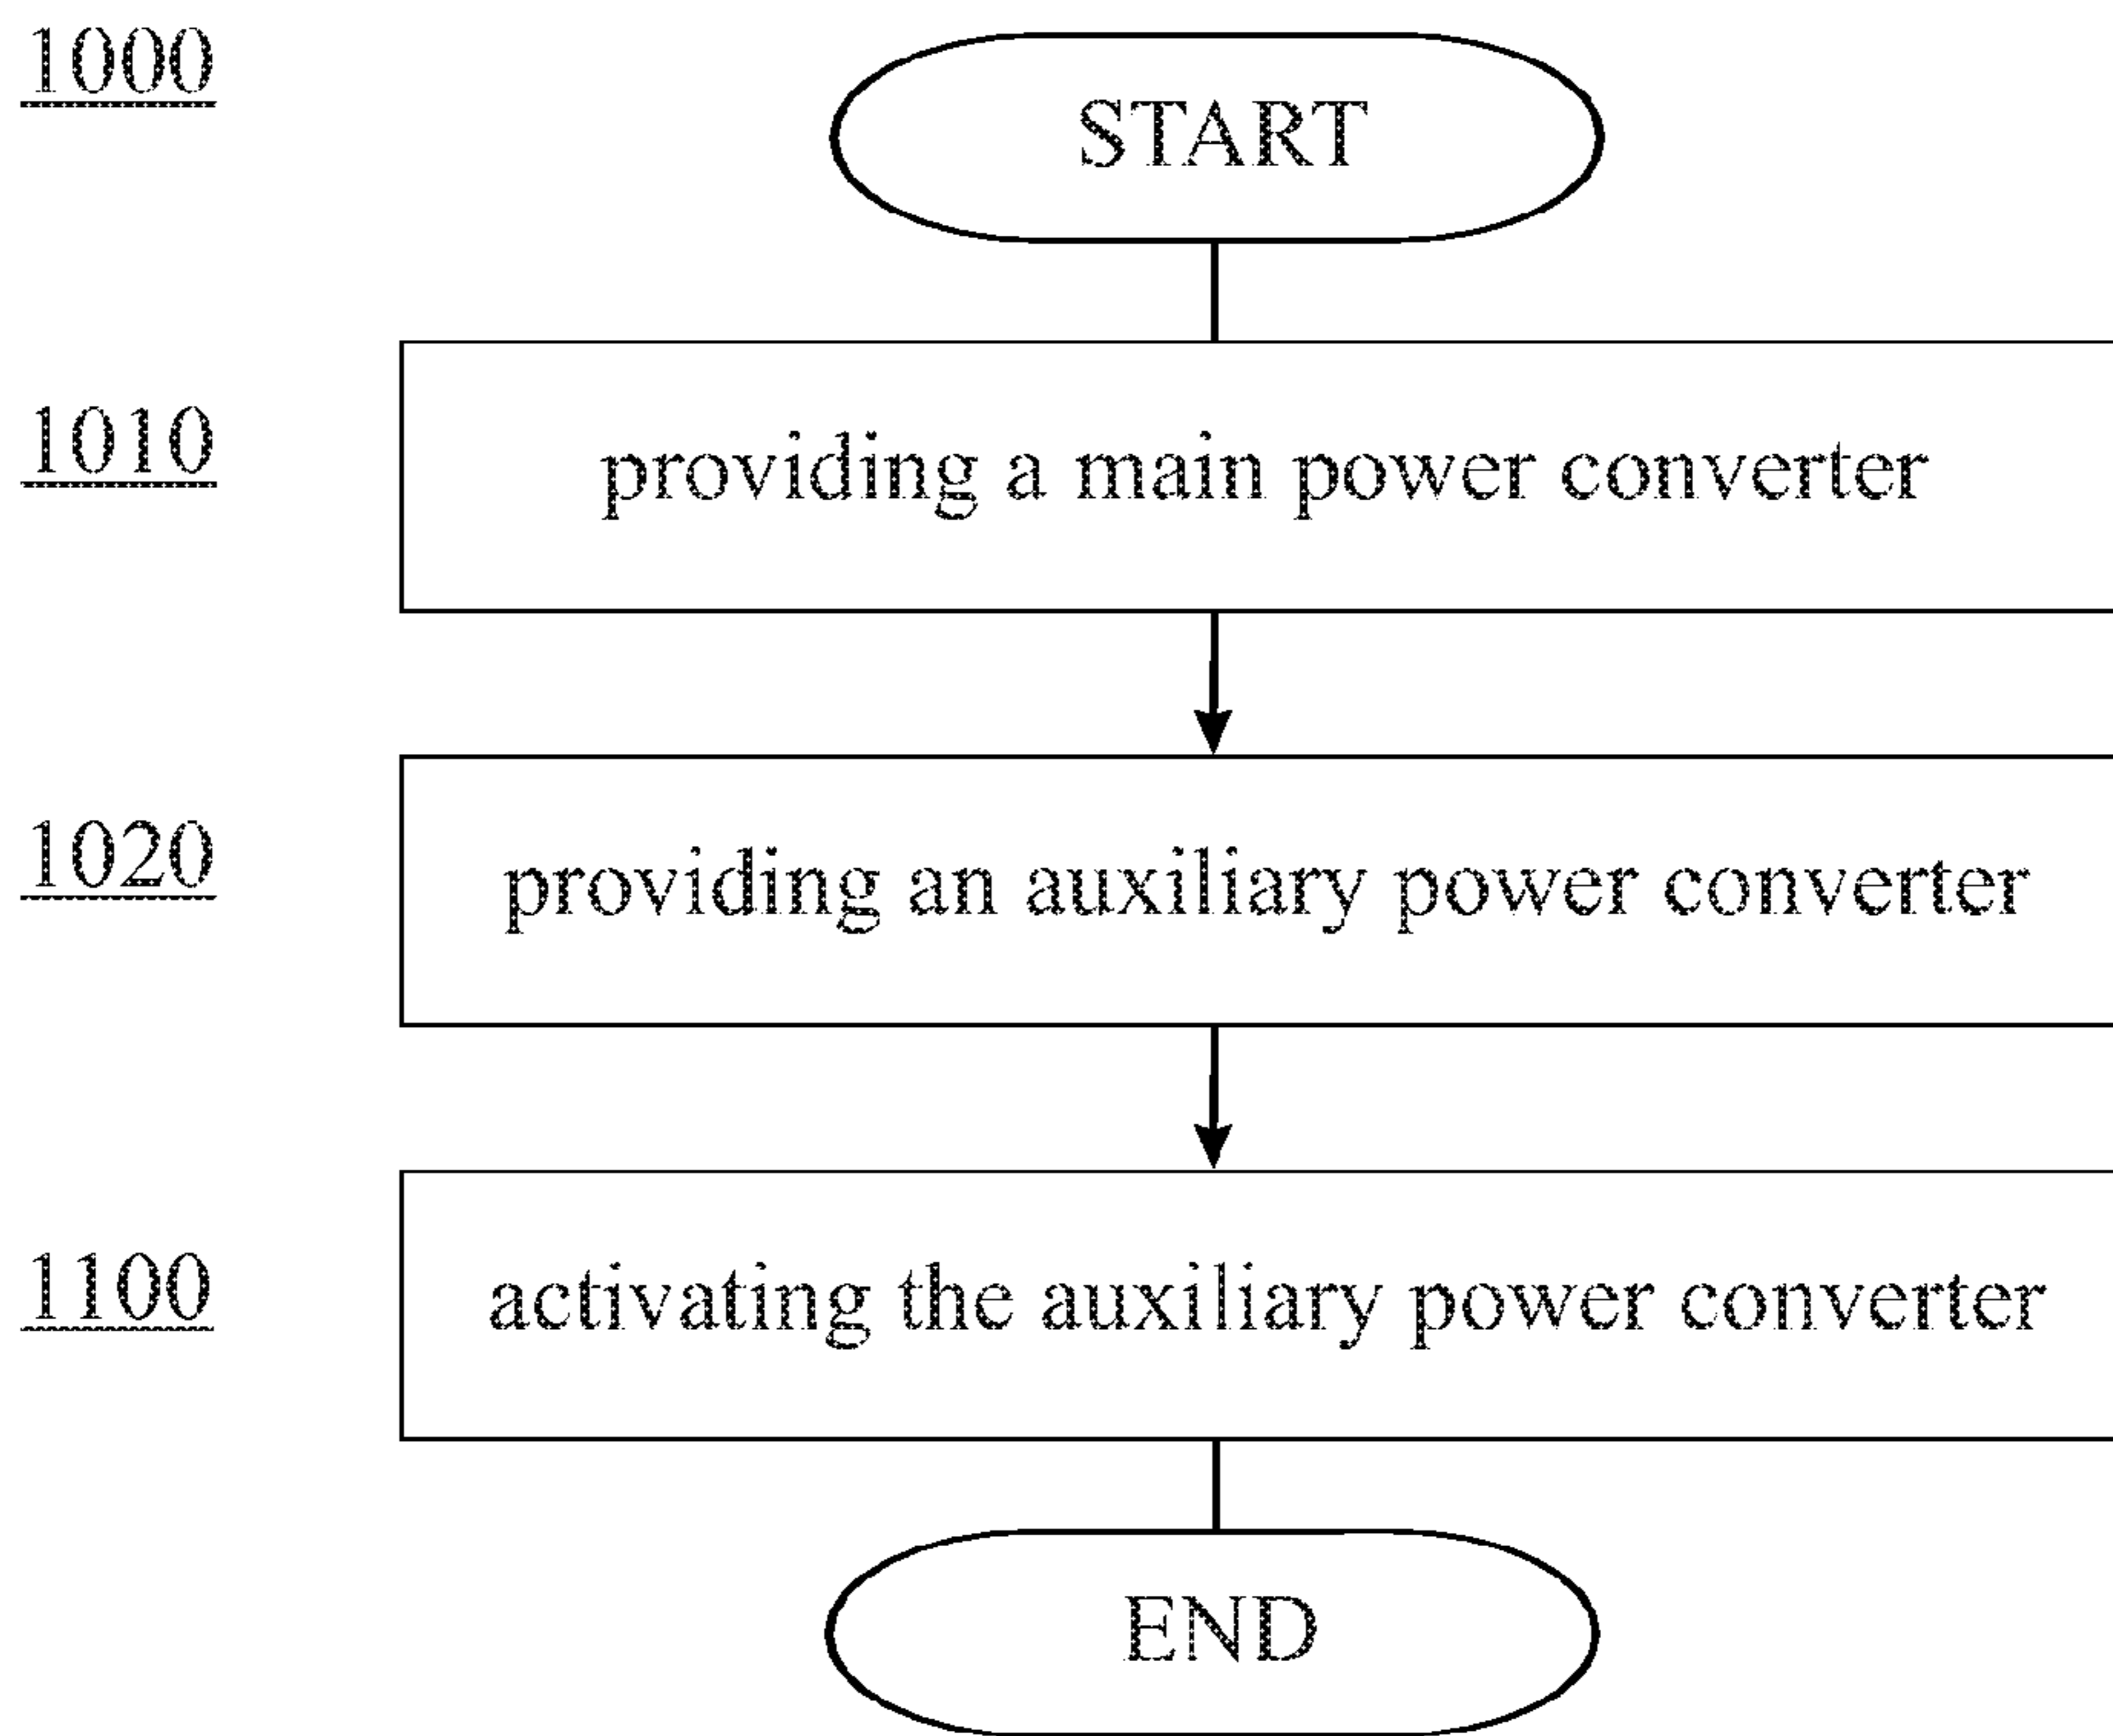 1000
START
1010
providing a main power converter
1020
providing an auxiliary power converter
1100
activating the auxiliary power converter
END